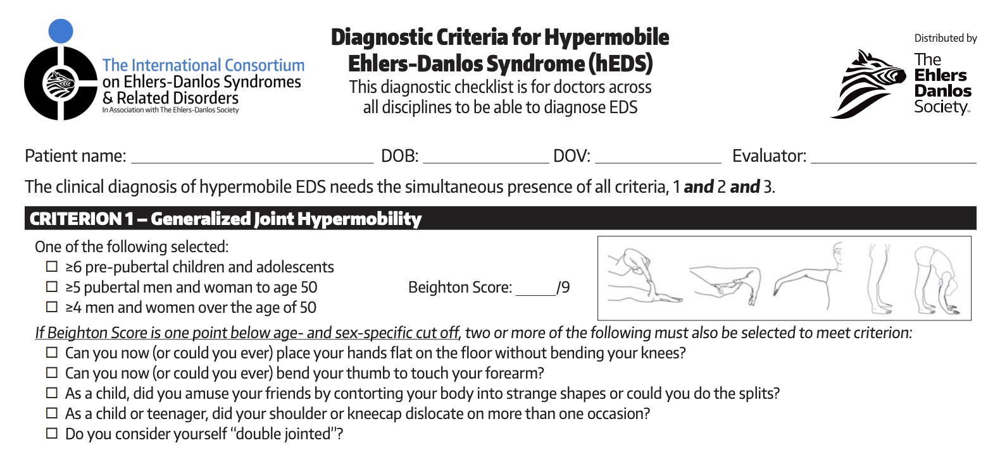 The International Consortium
on Ehlers-Danlos Syndromes
& Related Disorders
In Association with The Ehlers-Danlos Society
Diagnostic Criteria for Hypermobile
Ehlers-Danlos Syndrome (hEDS)
This diagnostic checklist is for doctors across
all disciplines to be able to diagnose EDS
Distributed by
The
Ehlers
Danlos
Society™
Patient name: ____________ DOB: ____________ DOV: ____________ Evaluator: ____________
The clinical diagnosis of hypermobile EDS needs the simultaneous presence of all criteria, 1 and 2 and 3.
CRITERION 1 – Generalized Joint Hypermobility
One of the following selected:
☐ ≥6 pre-pubertal children and adolescents
☐ ≥5 pubertal men and woman to age 50
☐ ≥4 men and women over the age of 50
Beighton Score: _____/9
If Beighton Score is one point below age- and sex-specific cut off, two or more of the following must also be selected to meet criterion:
☐ Can you now (or could you ever) place your hands flat on the floor without bending your knees?
☐ Can you now (or could you ever) bend your thumb to touch your forearm?
☐ As a child, did you amuse your friends by contorting your body into strange shapes or could you do the splits?
☐ As a child or teenager, did your shoulder or kneecap dislocate on more than one occasion?
☐ Do you consider yourself “double jointed”?